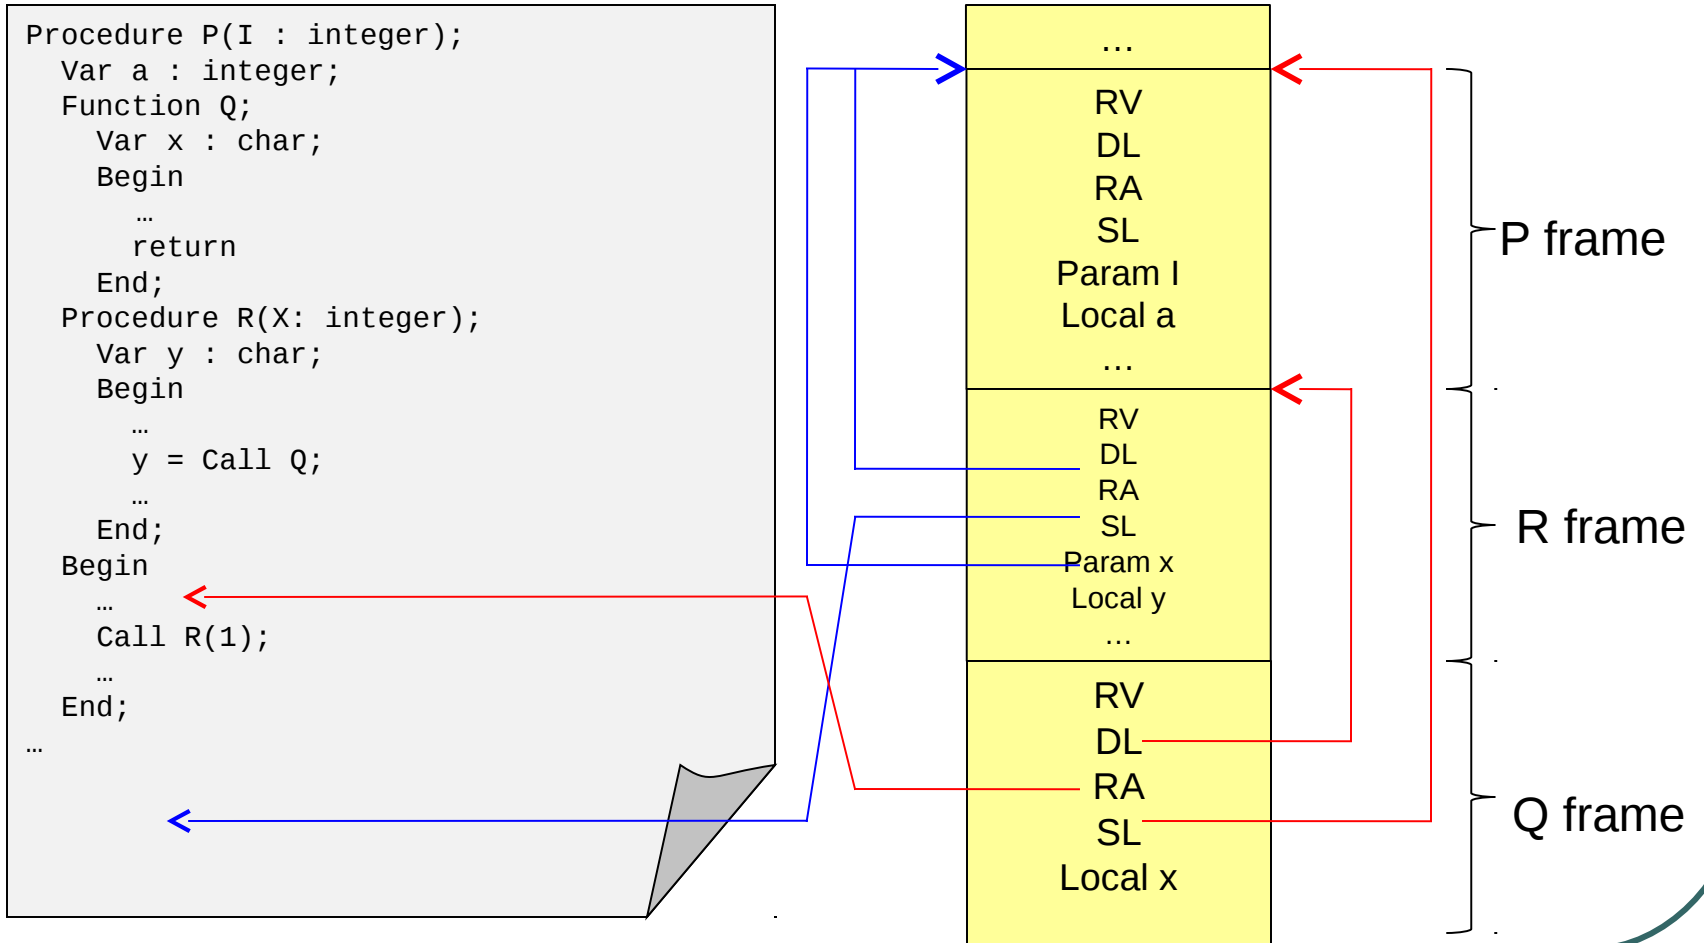 Procedure P(I : integer);
Var a : integer;
Function Q;
Var x : char;
Begin
…
return
End;
Procedure R(X: integer);
Var y : char;
Begin
…
y = Call Q;
…
End;
Begin
…
Call R(1);
…
End;
…
…
RV
DL
RA
SL
Param I
Local a
…
RV
DL
RA
SL
Param x
Local y
…
RV
DL
RA
SL
Local x
P frame
R frame
Q frame